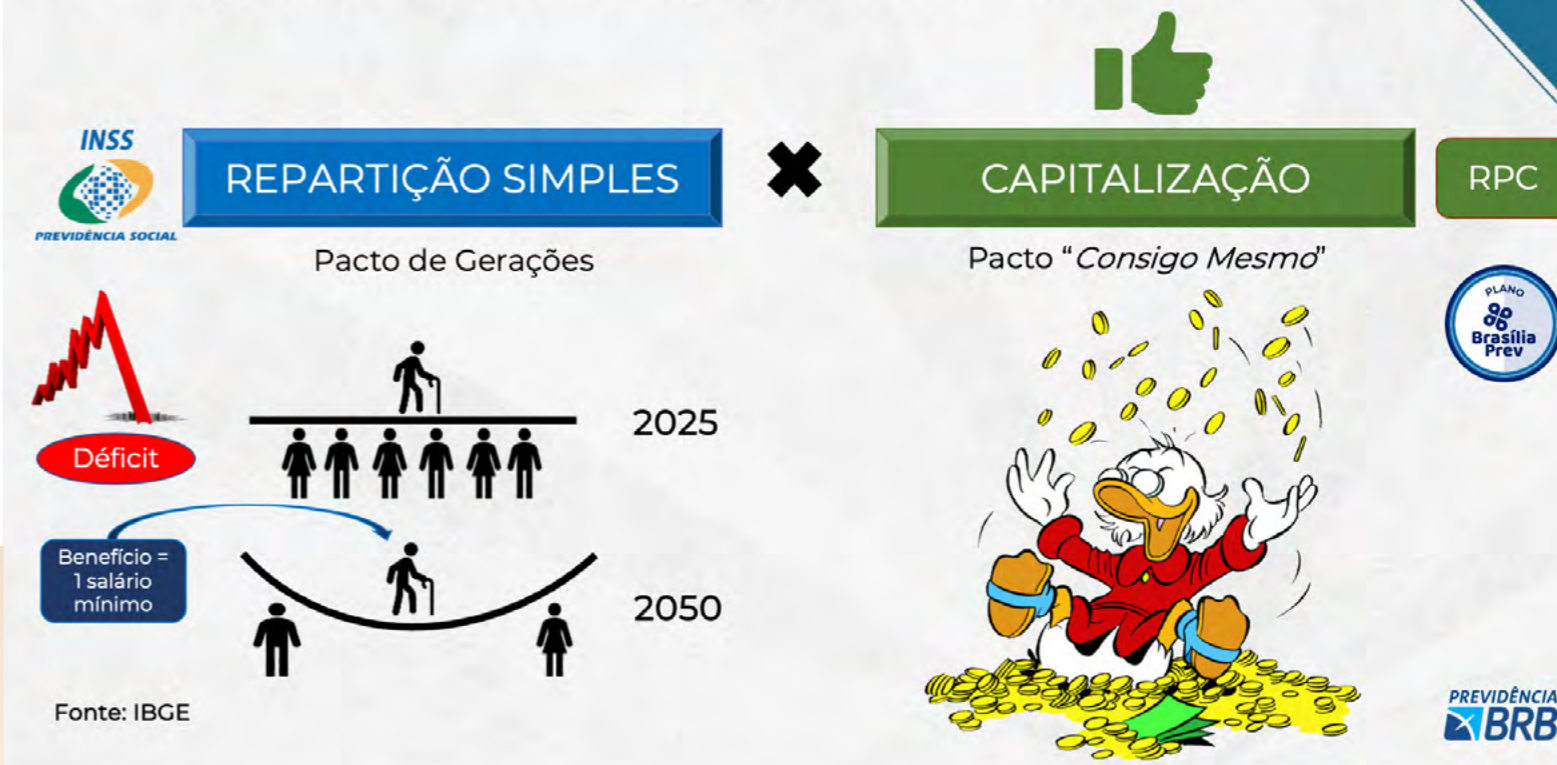 INSS
PREVIDÊNCIA SOCIAL
REPARTIÇÃO SIMPLES
Pacto de Gerações
CAPITALIZAÇÃO
RPC
Pacto “Consigo Mesmo”
PLANO
Brasília
Prev
2025
Déficit
Benefício =
1 salário
mínimo
2050
Fonte: IBGE
PREVIDÊNCIA
BRB